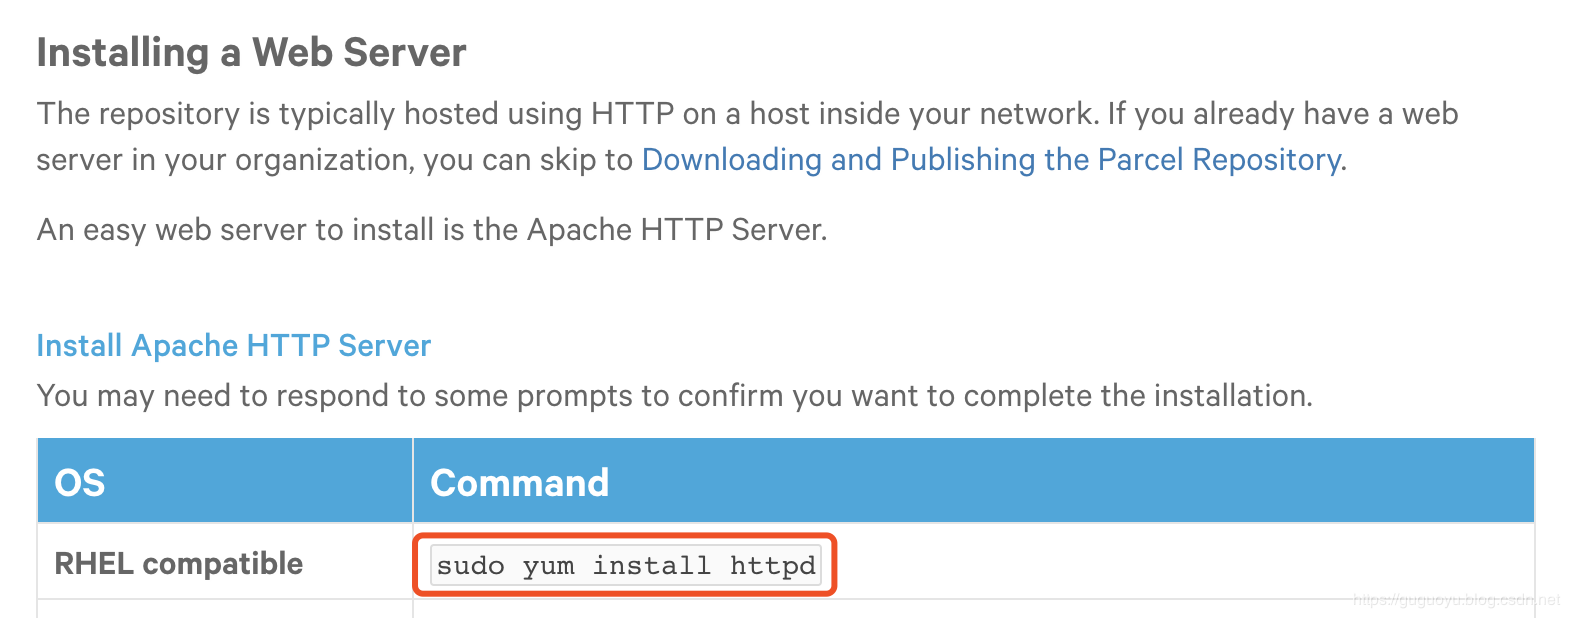 Installing a Web Server
The repository is typically hosted using HTTP on a host inside your network. If you already have a web
server in your organization, you can skip to Downloading and Publishing the Parcel Repository.
An easy web server to install is the Apache HTTP Server.
Install Apache HTTP Server
You may need to respond to some prompts to confirm you want to complete the installation.
OS Command
RHEL compatible sudo yum install httpd
https://guguoyu.blog.csdn.net